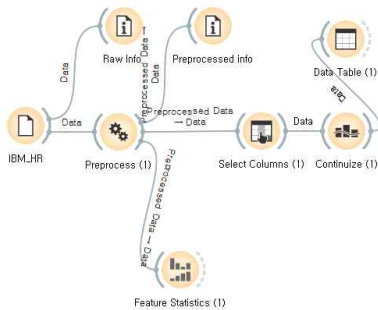 Data
Raw Info
Preprocessed Data → Data
Preprocessed info
Data
Data Table (1)
Data
IBM_HR
Preprocess (1)
Preprocessed Data
→ Data
Select Columns (1)
Data
Continuize (1)
Preprocessed Data → Data
Feature Statistics (1)